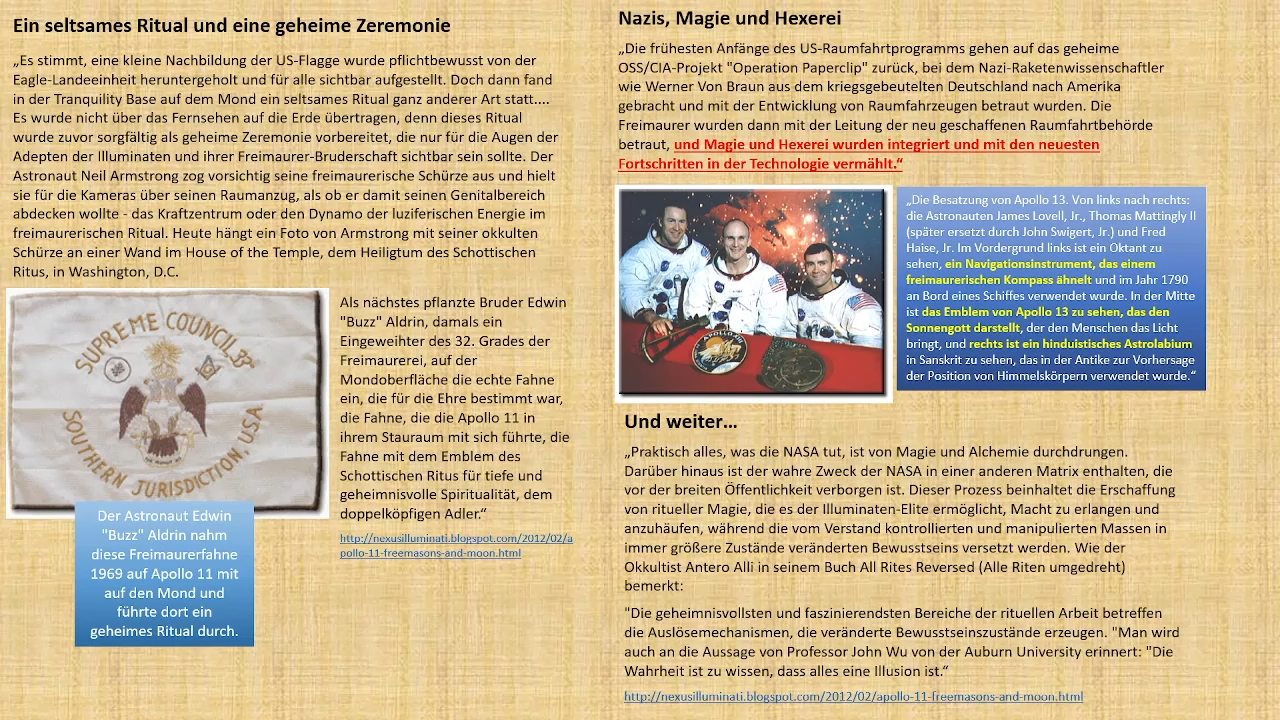 Ein seltsames Ritual und eine geheime Zeremonie
„Es stimmt, eine kleine Nachbildung der US-Flagge wurde pflichtbewusst von der
Eagle-Landeeinheit heruntergeholt und für alle sichtbar aufgestellt. Doch dann fand
in der Tranquility Base auf dem Mond ein seltsames Ritual ganz anderer Art statt....
Es wurde nicht über das Fernsehen auf die Erde übertragen, denn dieses Ritual
wurde zuvor sorgfältig als geheime Zeremonie vorbereitet, die nur für die Augen der
Adepten der Illuminaten und ihrer Freimaurer-Bruderschaft sichtbar sein sollte. Der
Astronaut Neil Armstrong zog vorsichtig seine freimaurerische Schürze aus und hielt
sie für die Kameras über seinen Raumanzug, als ob er damit seinen Genitalbereich
abdecken wollte - das Kraftzentrum oder den Dynamo der luziferischen Energie im
freimaurerischen Ritual. Heute hängt ein Foto von Armstrong mit seiner okkulten
Schürze an einer Wand im House of the Temple, dem Heiligtum des Schottischen
Ritus, in Washington, D.C.
SUPREME COUNCIL, 33°
SOUTHERN JURISDICTION, USA
Der Astronaut Edwin
"Buzz" Aldrin nahm
diese Freimaurerfahne
1969 auf Apollo 11 mit
auf den Mond und
führte dort ein
geheimes Ritual durch.
Als nächstes pflanzte Bruder Edwin
"Buzz" Aldrin, damals ein
Eingeweihter des 32. Grades der
Freimaurerei, auf der
Mondoberfläche die echte Fahne
ein, die für die Ehre bestimmt war,
die Fahne, die die Apollo 11 in
ihrem Stauraum mit sich führte, die
Fahne mit dem Emblem des
Schottischen Ritus für tiefe und
geheimnisvolle Spiritualität, dem
doppelköpfigen Adler.“
http://nexusilluminati.blogspot.com/2012/02/a
pollo-11-freemasons-and-moon.html
Nazis, Magie und Hexerei
„Die frühesten Anfänge des US-Raumfahrtprogramms gehen auf das geheime
OSS/CIA-Projekt "Operation Paperclip" zurück, bei dem Nazi-Raketenwissenschaftler
wie Werner Von Braun aus dem kriegsgebeutelten Deutschland nach Amerika
gebracht und mit der Entwicklung von Raumfahrzeugen betraut wurden. Die
Freimaurer wurden dann mit der Leitung der neu geschaffenen Raumfahrtbehörde
betraut, und Magie und Hexerei wurden integriert und mit den neuesten
Fortschritten in der Technologie vermählt.“
APOLLO XIII
„Die Besatzung von Apollo 13. Von links nach rechts:
die Astronauten James Lovell, Jr., Thomas Mattingly II
(später ersetzt durch John Swigert, Jr.) und Fred
Haise, Jr. Im Vordergrund links ist ein Oktant zu
sehen, ein Navigationsinstrument, das einem
freimaurerischen Kompass ähnelt und im Jahr 1790
an Bord eines Schiffes verwendet wurde. In der Mitte
ist das Emblem von Apollo 13 zu sehen, das den
Sonnengott darstellt, der den Menschen das Licht
bringt, und rechts ist ein hinduistisches Astrolabium
in Sanskrit zu sehen, das in der Antike zur Vorhersage
der Position von Himmelskörpern verwendet wurde.“
Und weiter…
„Praktisch alles, was die NASA tut, ist von Magie und Alchemie durchdrungen.
Darüber hinaus ist der wahre Zweck der NASA in einer anderen Matrix enthalten, die
vor der breiten Öffentlichkeit verborgen ist. Dieser Prozess beinhaltet die Erschaffung
von ritueller Magie, die es der Illuminaten-Elite ermöglicht, Macht zu erlangen und
anzuhäufen, während die vom Verstand kontrollierten und manipulierten Massen in
immer größere Zustände veränderten Bewusstseins versetzt werden. Wie der
Okkultist Antero Alli in seinem Buch All Rites Reversed (Alle Riten umgedreht)
bemerkt:
"Die geheimnisvollsten und faszinierendsten Bereiche der rituellen Arbeit betreffen
die Auslösemechanismen, die veränderte Bewusstseinszustände erzeugen. "Man wird
auch an die Aussage von Professor John Wu von der Auburn University erinnert: "Die
Wahrheit ist zu wissen, dass alles eine Illusion ist.“
http://nexusilluminati.blogspot.com/2012/02/apollo-11-freemasons-and-moon.html